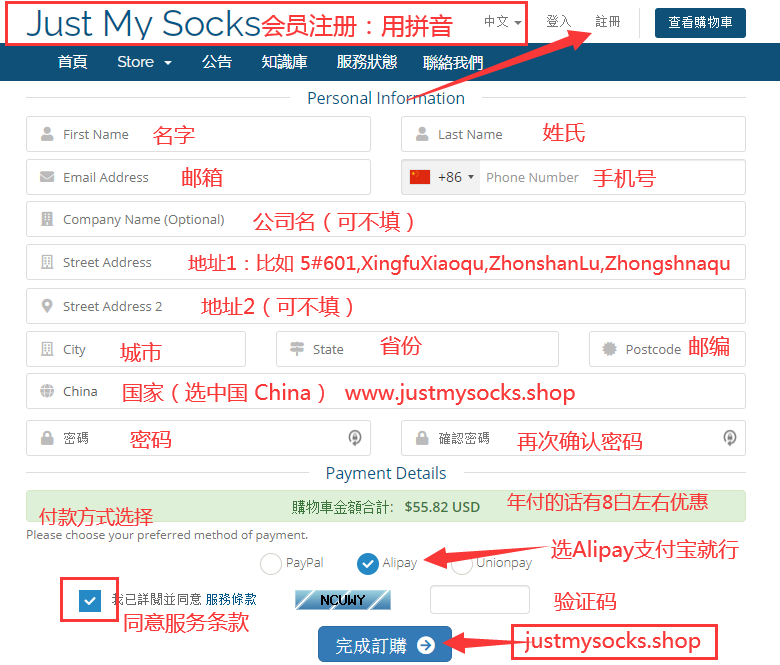 Just My Socks会员注册：用拼音 中文 登入 註冊 查看購物車
首頁 Store 公告 知識庫 服務狀態 聯絡我們
Personal Information
First Name 名字 Last Name 姓氏
Email Address 邮箱 +86 Phone Number 手机号
Company Name (Optional) 公司名（可不填）
Street Address 地址1：比如 5#601,XingfuXiaoqu,ZhonshanLu,Zhongshnaqu
Street Address 2 地址2（可不填）
City 城市 State 省份 Postcode 邮编
China 国家（选中国 China） www.justmysocks.shop
密碼 密码 確認密碼 再次确认密码
Payment Details
付款方式选择 購物車金額合計: $55.82 USD 年付的话有8白左右优惠
Please choose your preferred method of payment.
PayPal Alipay Unionpay 选Alipay支付宝就行
我已詳閱並同意 服務條款 NCUWY 验证码
同意服务条款
完成訂購 justmysocks.shop